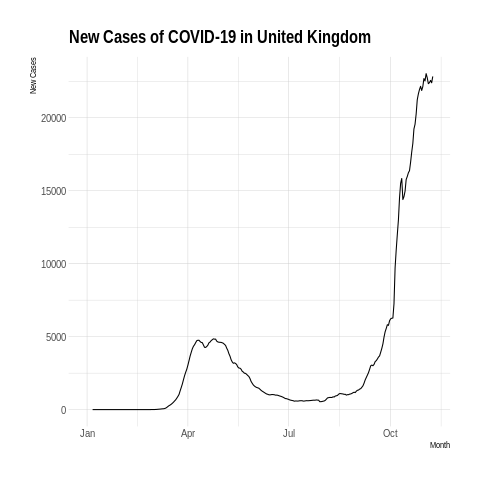 New Cases of COVID-19 in United Kingdom
New Cases
20000
15000
10000
5000
0
Jan Apr Jul Oct
Month